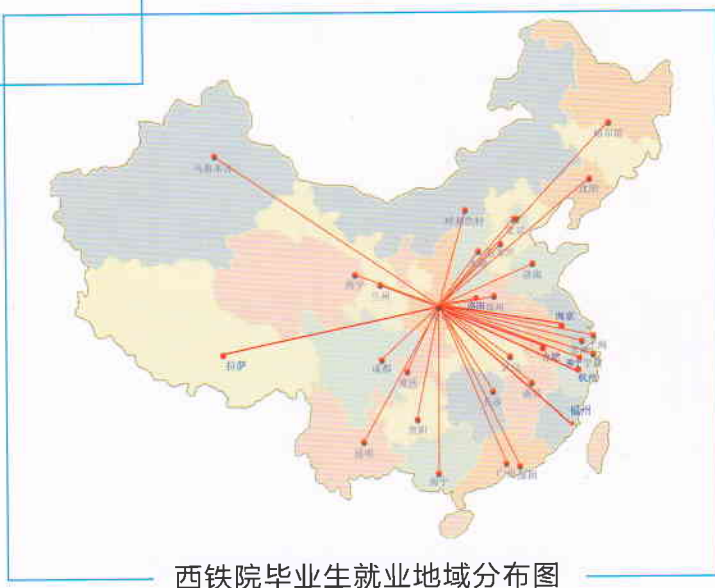 哈尔滨
乌鲁木齐
沈阳
呼和浩特
北京
济南
西宁
兰州
洛阳
郑州
南京
合肥
杭州
拉萨
成都
重庆
长沙
福州
贵阳
昆明
南宁
广州
深圳
西铁院毕业生就业地域分布图